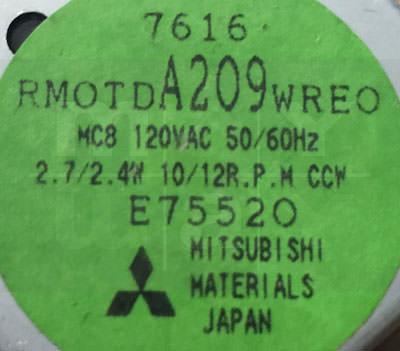 7616
RMOTDA209WREO
MC8 120VAC 50/60Hz
2.7/2.4W 10/12R.P.M CCW
E75520
MITSUBISHI
MATERIALS
JAPAN